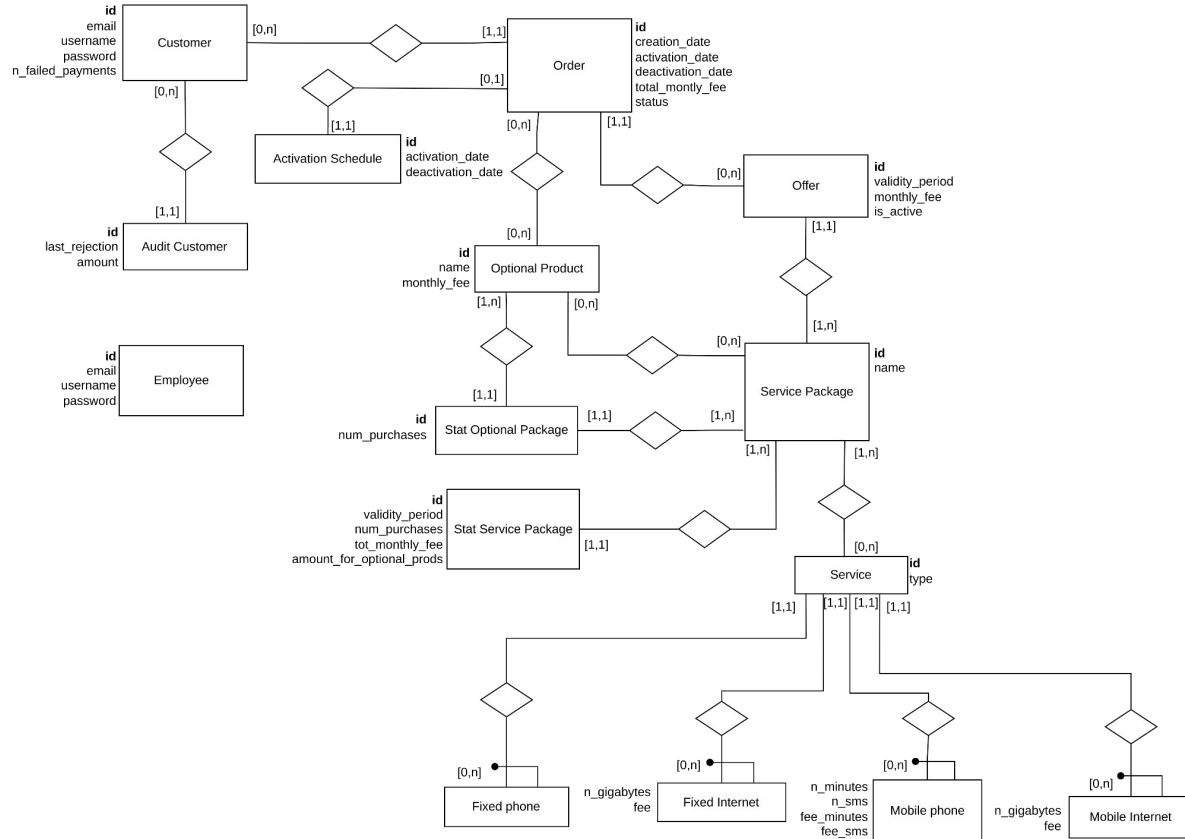 id
email
username
password
n_failed_payments
Customer
[0,n]
[1,1]
Order
id
creation_date
activation_date
deactivation_date
total_montly_fee
status
[0,n]
[0,1]
[1,1]
Activation Schedule
id
activation_date
deactivation_date
[0,n]
[1,1]
[0,n]
Offer
id
validity_period
monthly_fee
is_active
[1,1]
[1,1]
id
last_rejection
amount
Audit Customer
[0,n]
id
name
monthly_fee
Optional Product
[1,n]
[0,n]
[1,n]
[0,n]
Service Package
id
name
id
email
username
password
Employee
[1,1]
id
num_purchases
Stat Optional Package
[1,1]
[1,n]
[1,n]
[1,n]
id
validity_period
num_purchases
tot_monthly_fee
amount_for_optional_prods
Stat Service Package
[1,1]
[0,n]
Service
id
type
[1,1]
[1,1]
[1,1]
[1,1]
[0,n]
Fixed phone
[0,n]
n_gigabytes
fee
Fixed Internet
[0,n]
n_minutes
n_sms
fee_minutes
fee_sms
Mobile phone
[0,n]
n_gigabytes
fee
Mobile Internet